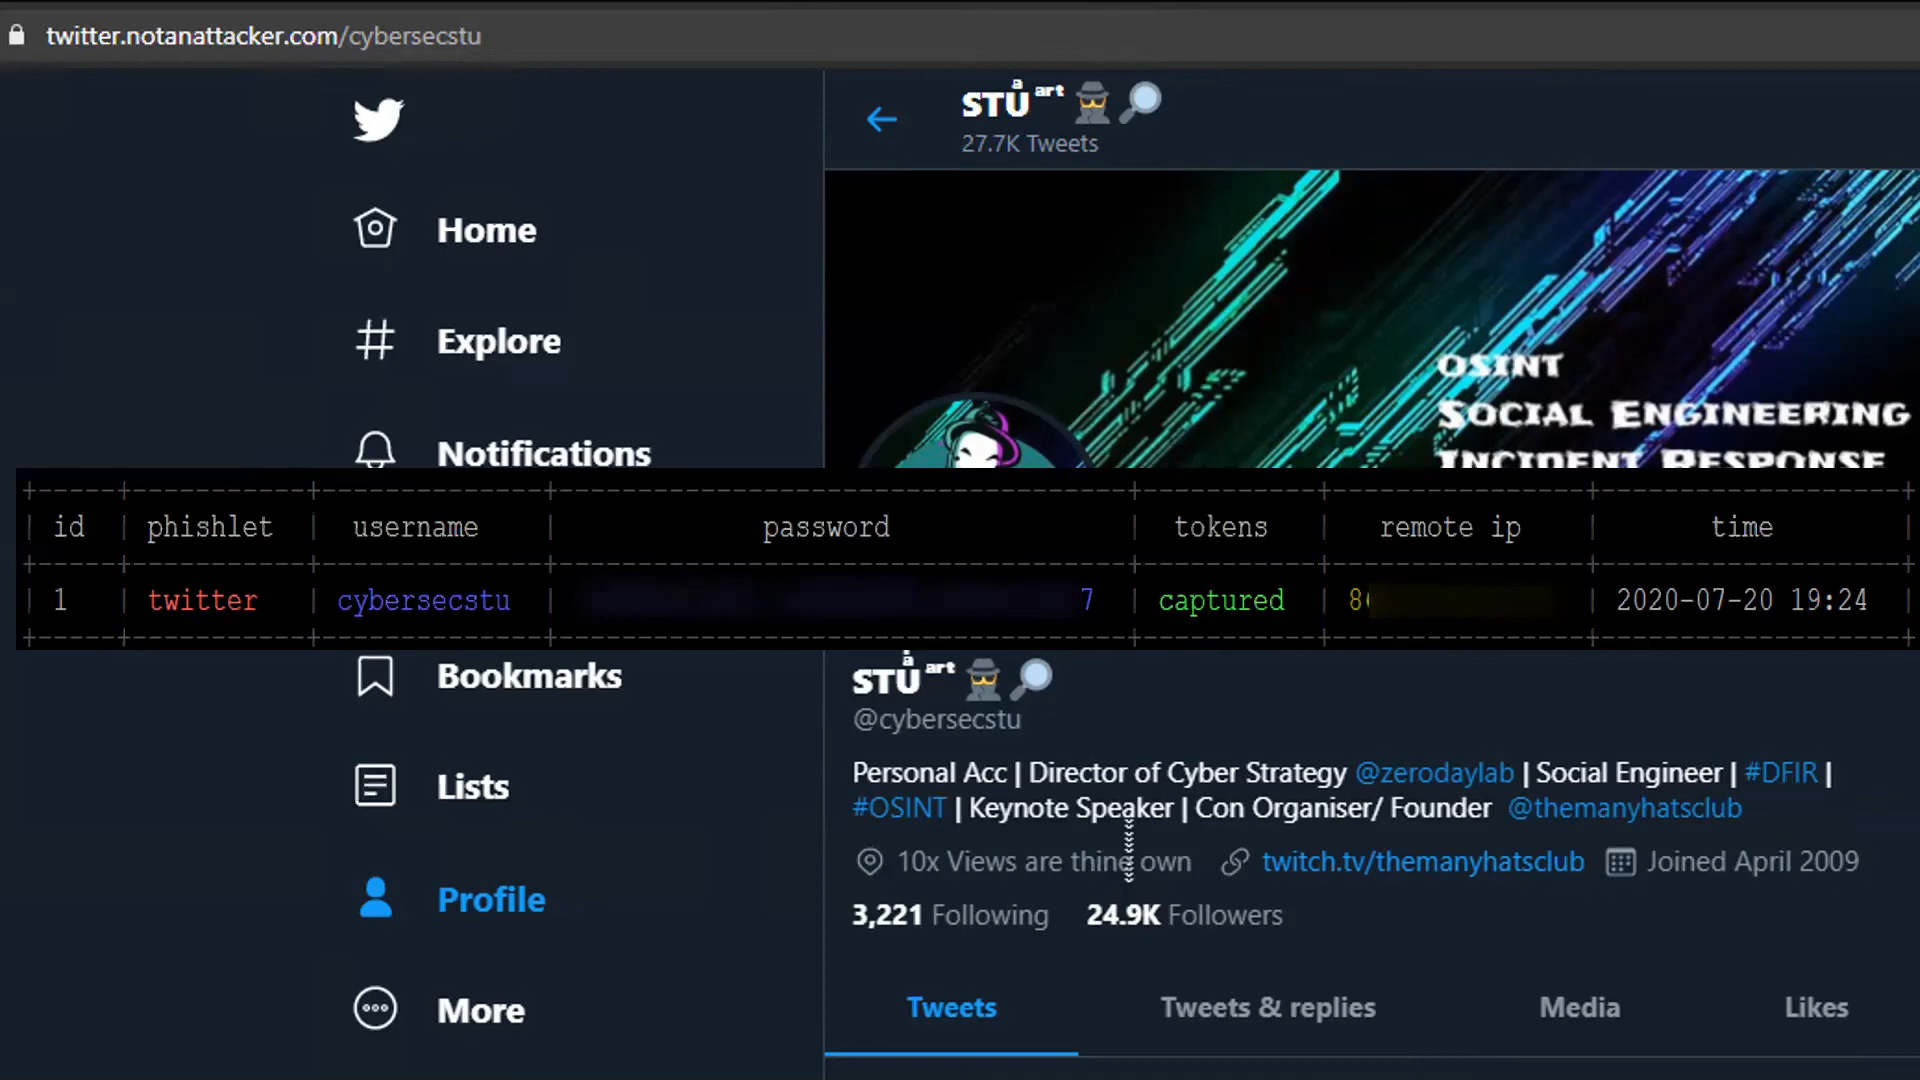 twitter.notanattacker.com/cybersecstu
STůart
27.7K Tweets
Home
Explore
Notifications
OSINT
SOCIAL ENGINEERING
INCIDENT RESPONSE
id | phishlet | username | password | tokens | remote ip | time
1 | twitter | cybersecstu | 7 | captured | 8 | 2020-07-20 19:24
Bookmarks
Lists
Profile
More
STůart
@cybersecstu
Personal Acc | Director of Cyber Strategy @zerodaylab | Social Engineer | #DFIR |
#OSINT | Keynote Speaker | Con Organiser/ Founder @themanyhatsclub
10x Views are thine own twitch.tv/themanyhatsclub Joined April 2009
3,221 Following 24.9K Followers
Tweets Tweets & replies Media Likes